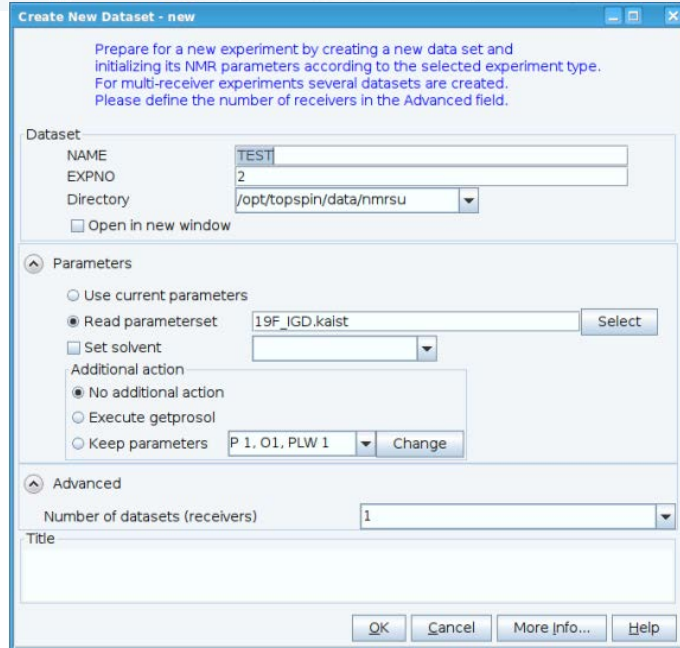 Create New Dataset - new
Prepare for a new experiment by creating a new data set and
initializing its NMR parameters according to the selected experiment type.
For multi-receiver experiments several datasets are created.
Please define the number of receivers in the Advanced field.
Dataset
NAME TEST
EXPNO 2
Directory /opt/topspin/data/nmrsu
Open in new window
Parameters
Use current parameters
Read parameterset 19F_IGD.kaist Select
Set solvent
Additional action
No additional action
Execute getprosol
Keep parameters P 1, O1, PLW 1 Change
Advanced
Number of datasets (receivers) 1
Title
OK Cancel More Info... Help